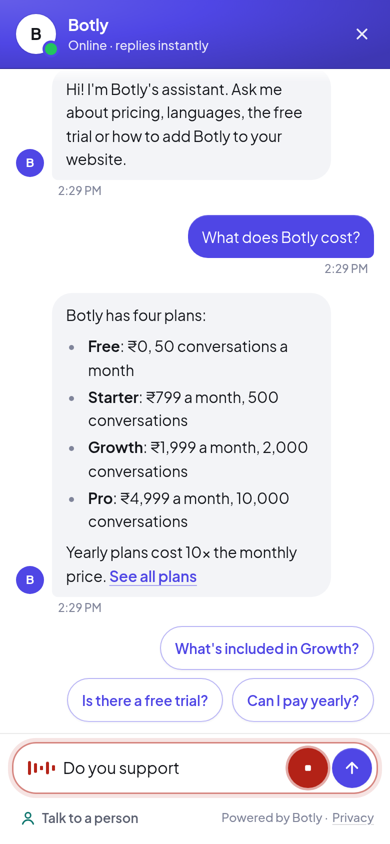 B
Botly
Online · replies instantly
Hi! I'm Botly's assistant. Ask me
about pricing, languages, the free
trial or how to add Botly to your
website.
B
2:29 PM
What does Botly cost?
2:29 PM
Botly has four plans:
• Free: ₹0, 50 conversations a
month
• Starter: ₹799 a month, 500
conversations
• Growth: ₹1,999 a month, 2,000
conversations
• Pro: ₹4,999 a month, 10,000
conversations
Yearly plans cost 10× the monthly
price. See all plans
B
2:29 PM
What's included in Growth?
Is there a free trial?
Can I pay yearly?
Do you support
Talk to a person
Powered by Botly · Privacy